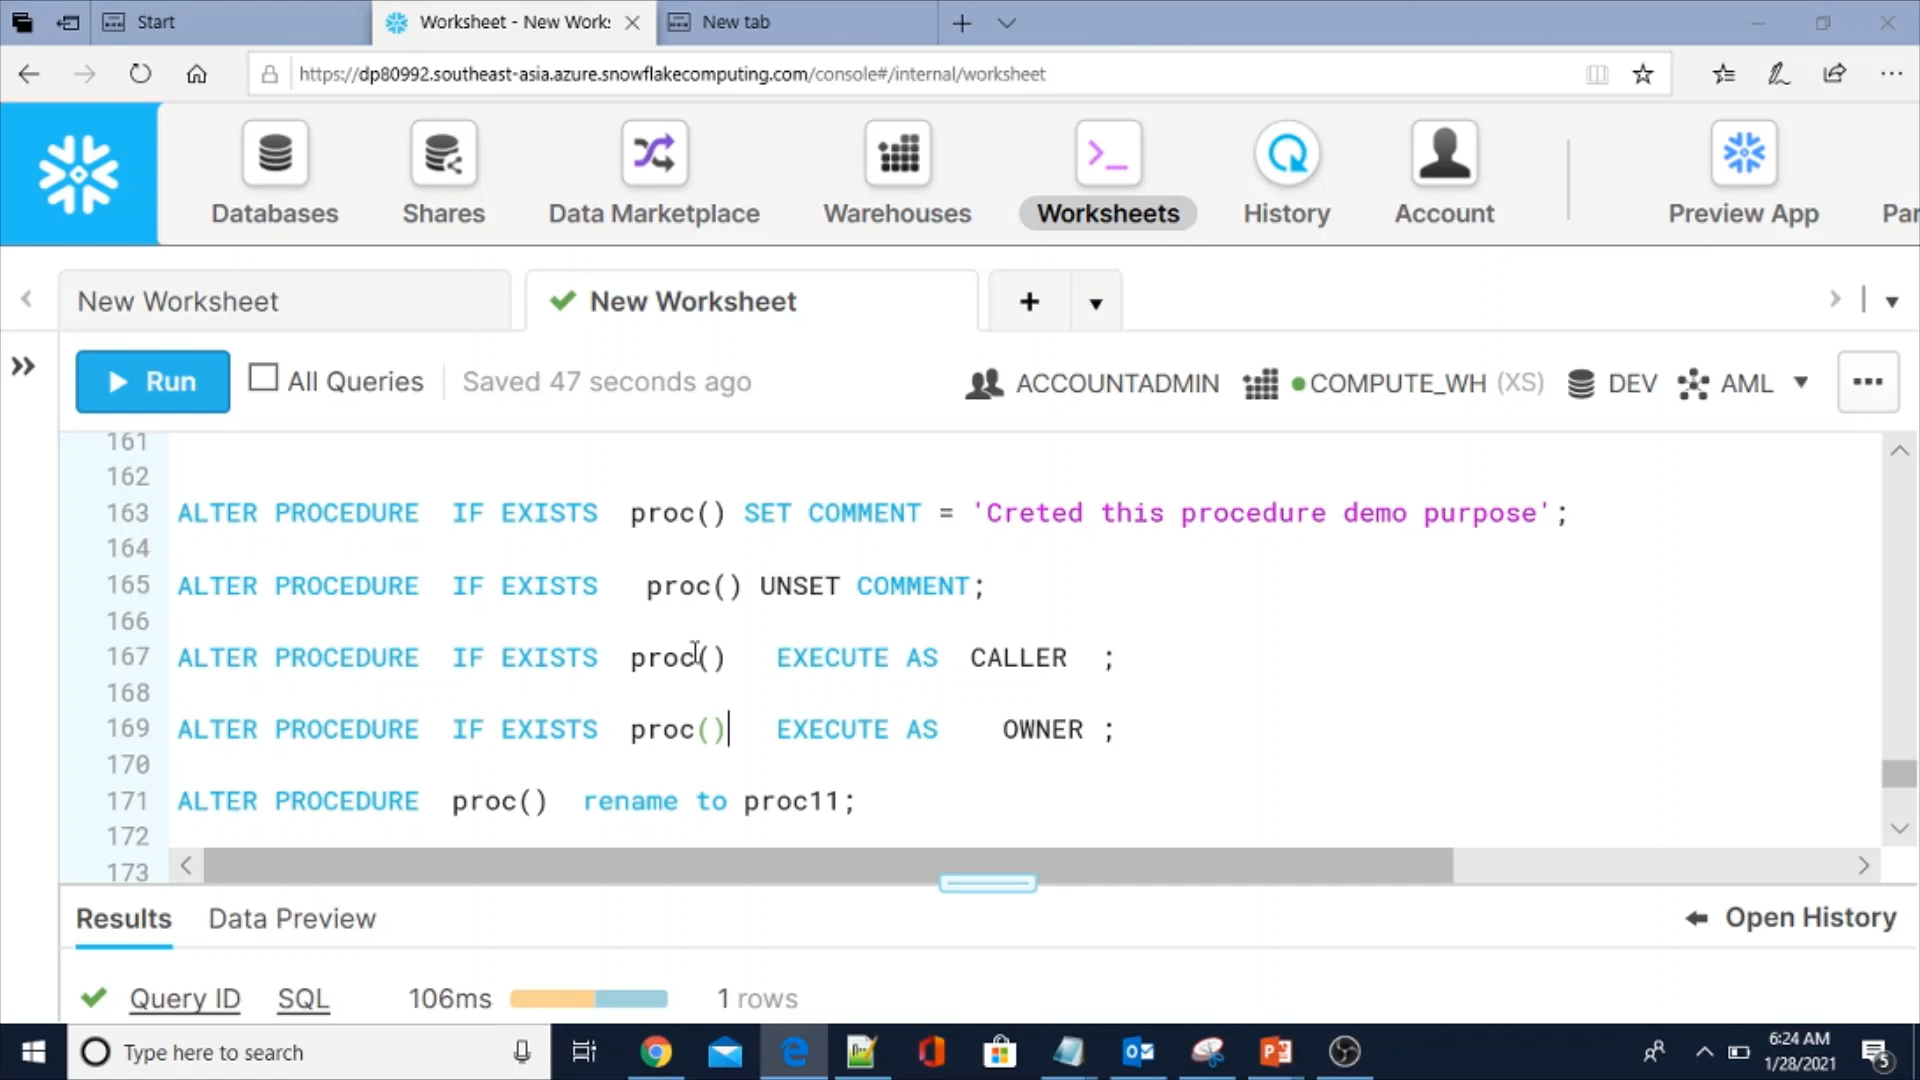 Start
Worksheet - New Work:
New tab
https://dp80992.southeast-asia.azure.snowflakecomputing.com/console#/internal/worksheet
Databases
Shares
Data Marketplace
Warehouses
Worksheets
History
Account
Preview App
Par
New Worksheet
New Worksheet
Run
All Queries
Saved 47 seconds ago
ACCOUNTADMIN
COMPUTE_WH (XS)
DEV
AML
161
162
163 ALTER PROCEDURE IF EXISTS proc() SET COMMENT = 'Creted this procedure demo purpose';
164
165 ALTER PROCEDURE IF EXISTS proc() UNSET COMMENT;
166
167 ALTER PROCEDURE IF EXISTS proc() EXECUTE AS CALLER ;
168
169 ALTER PROCEDURE IF EXISTS proc() EXECUTE AS OWNER ;
170
171 ALTER PROCEDURE proc() rename to proc11;
172
173
Results
Data Preview
Open History
Query ID
SQL
106ms
1 rows
Type here to search
6:24 AM
1/28/2021
5